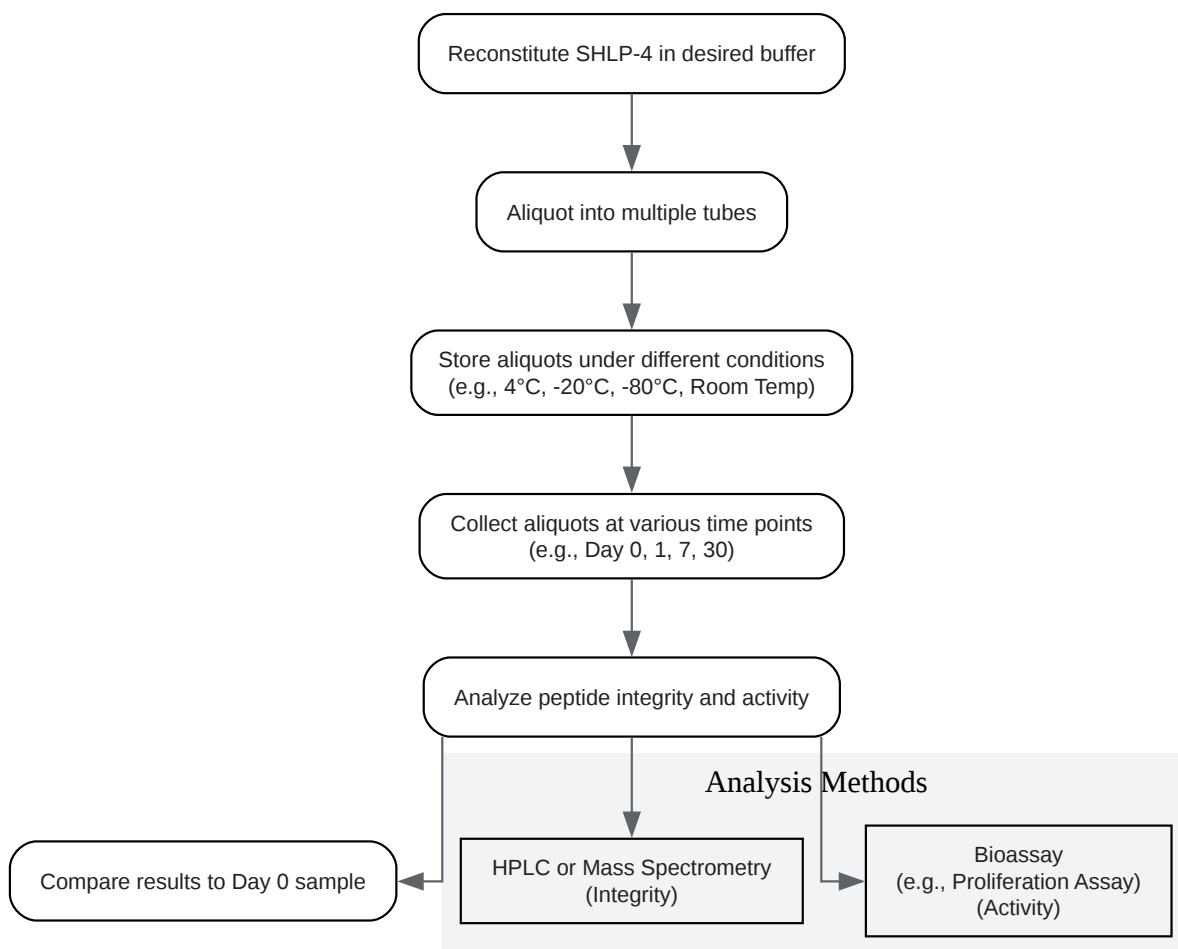 Reconstitute SHLP-4 in desired buffer
Aliquot into multiple tubes
Store aliquots under different conditions
(e.g., 4°C, -20°C, -80°C, Room Temp)
Collect aliquots at various time points
(e.g., Day 0, 1, 7, 30)
Analyze peptide integrity and activity
Analysis Methods
Compare results to Day 0 sample
HPLC or Mass Spectrometry
(Integrity)
Bioassay
(e.g., Proliferation Assay)
(Activity)